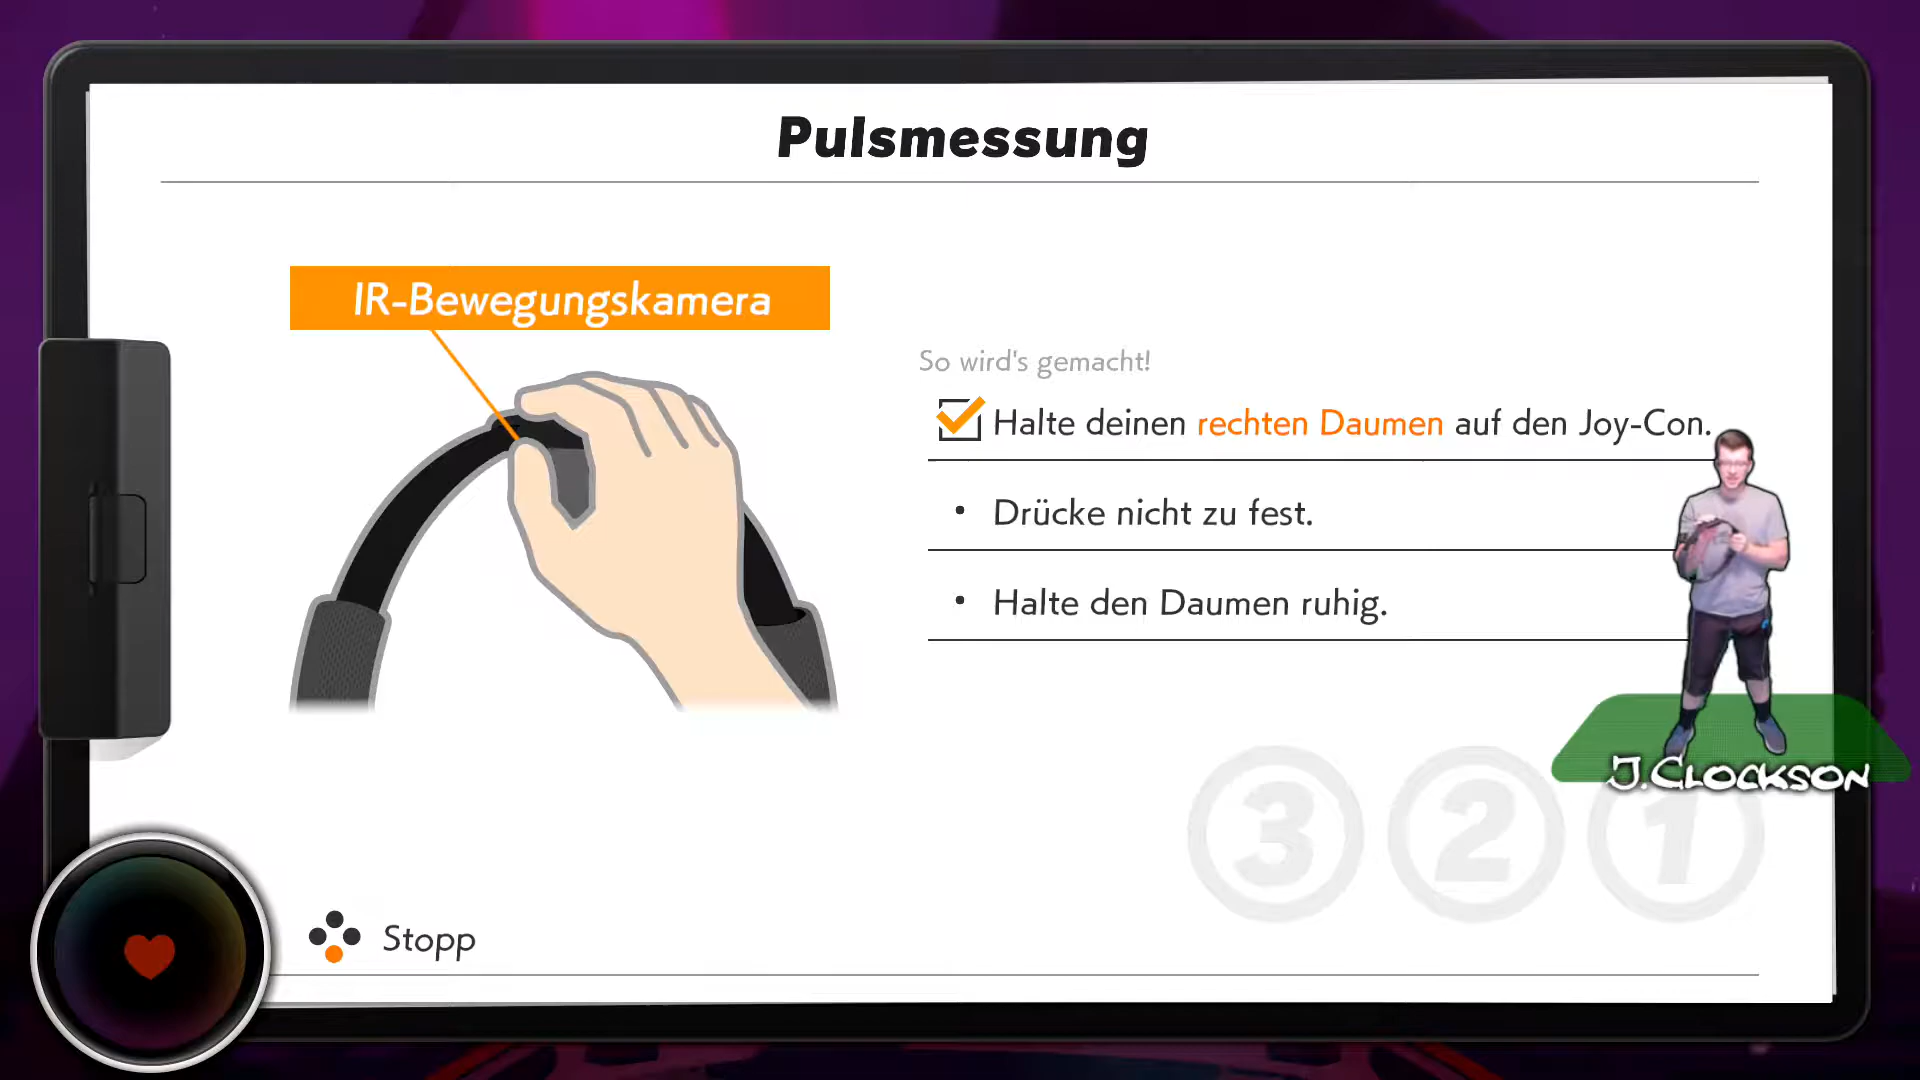 Pulsmessung
IR-Bewegungskamera
So wird's gemacht!
Halte deinen rechten Daumen auf den Joy-Con.
• Drücke nicht zu fest.
• Halte den Daumen ruhig.
J.Clockson
3 2 1
Stopp